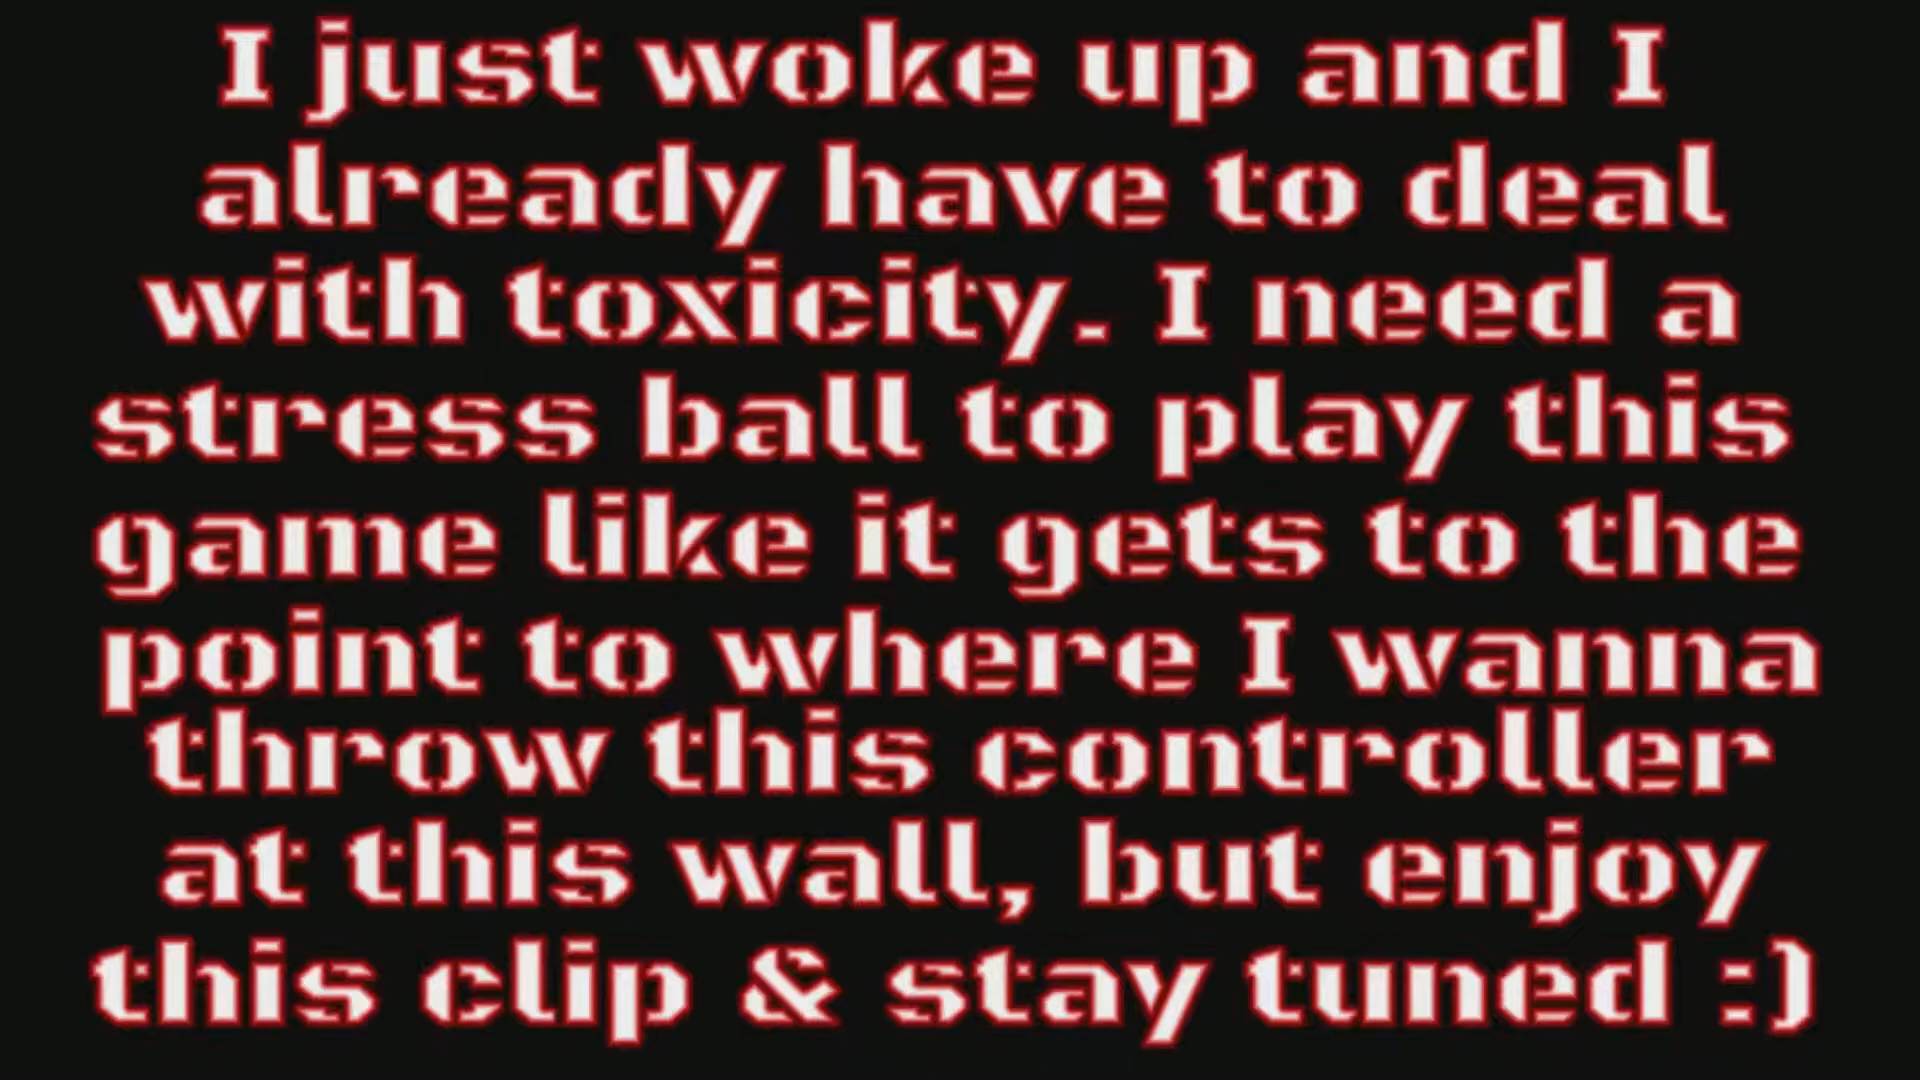 I just woke up and I
already have to deal
with toxicity. I need a
stress ball to play this
game like it gets to the
point to where I wanna
throw this controller
at this wall, but enjoy
this clip & stay tuned :)